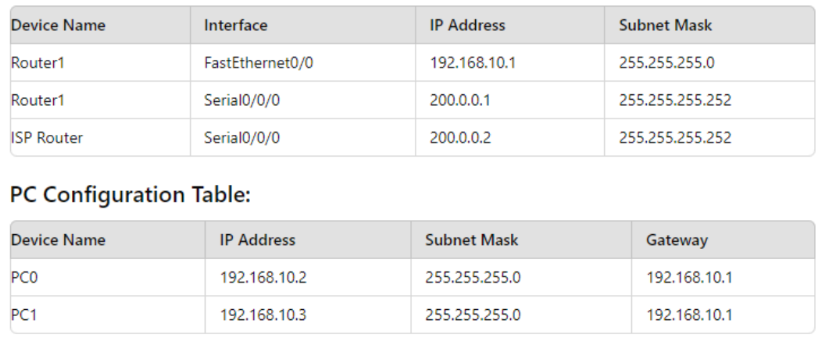 Device Name Interface IP Address Subnet Mask
Router1 FastEthernet0/0 192.168.10.1 255.255.255.0
Router1 Serial0/0/0 200.0.0.1 255.255.255.252
ISP Router Serial0/0/0 200.0.0.2 255.255.255.252
PC Configuration Table:
Device Name IP Address Subnet Mask Gateway
PC0 192.168.10.2 255.255.255.0 192.168.10.1
PC1 192.168.10.3 255.255.255.0 192.168.10.1